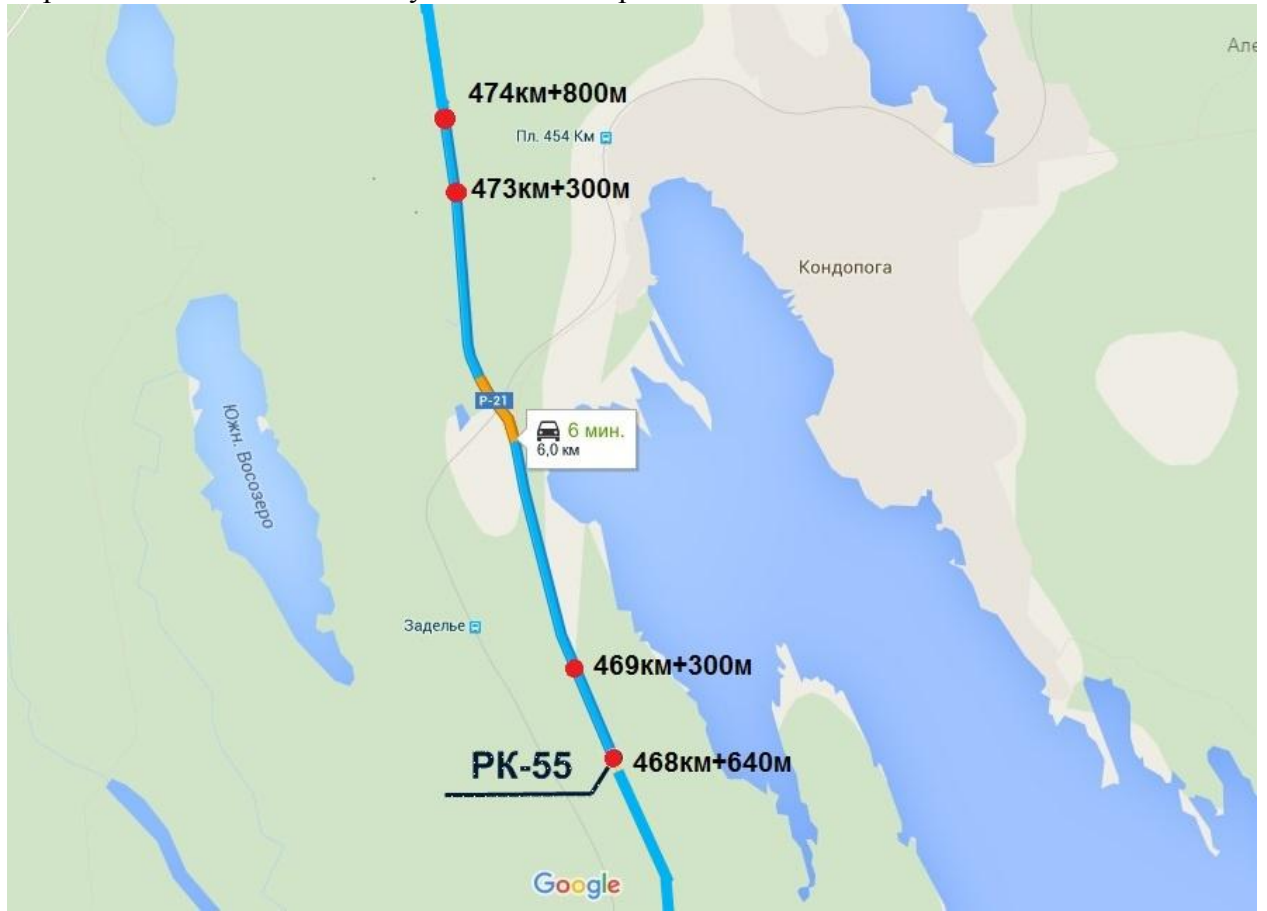 Але
474км+800м
Пл. 454 Км
473км+300м
Кондопога
Р-21
6 мин.
6,0 км
Южн. Восозеро
Заделье
469км+300м
РК-55
468км+640м
Google